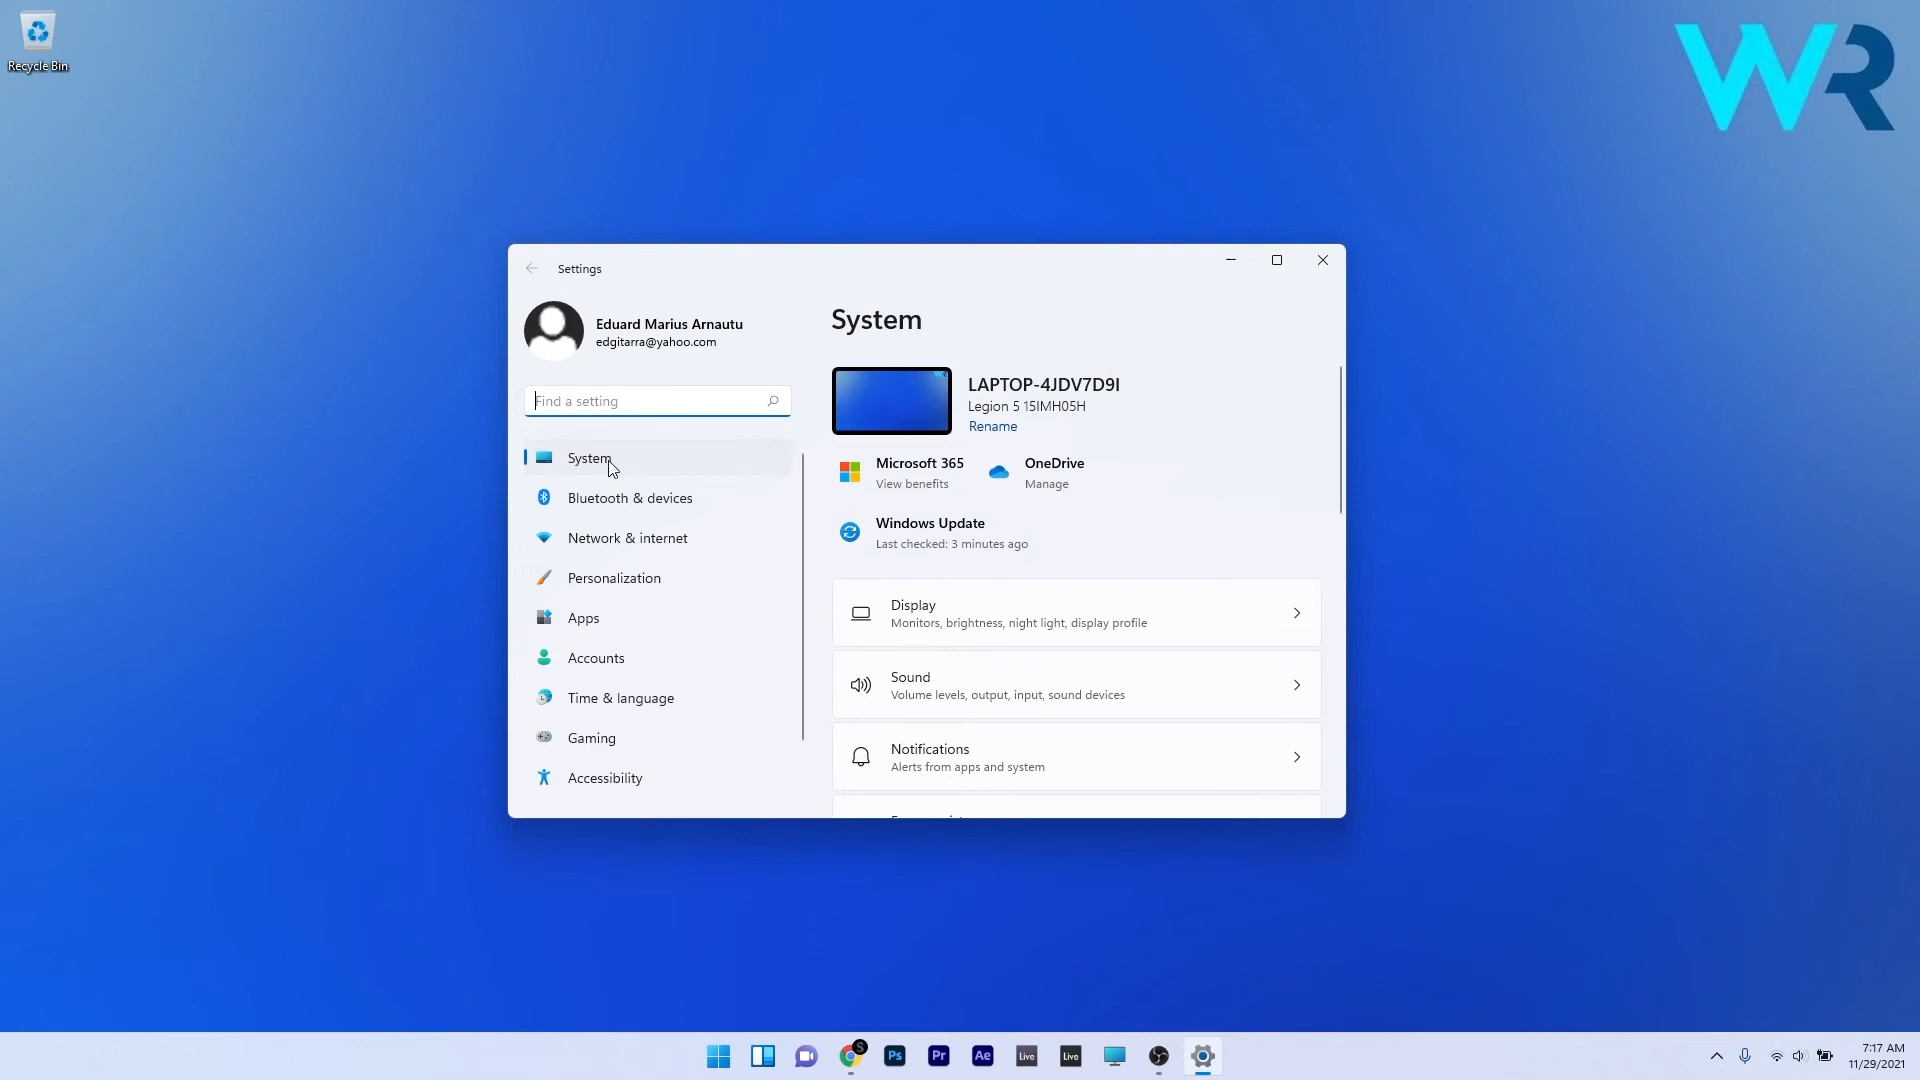 Recycle Bin
WR
Settings
Eduard Marius Arnautu
edgitarra@yahoo.com
Find a setting
System
Bluetooth & devices
Network & internet
Personalization
Apps
Accounts
Time & language
Gaming
Accessibility
System
LAPTOP-4JDV7D9I
Legion 5 15IMH05H
Rename
Microsoft 365
View benefits
OneDrive
Manage
Windows Update
Last checked: 3 minutes ago
Display
Monitors, brightness, night light, display profile
Sound
Volume levels, output, input, sound devices
Notifications
Alerts from apps and system
S
Ps
Pr
Ae
Live
Live
7:17 AM
11/29/2021